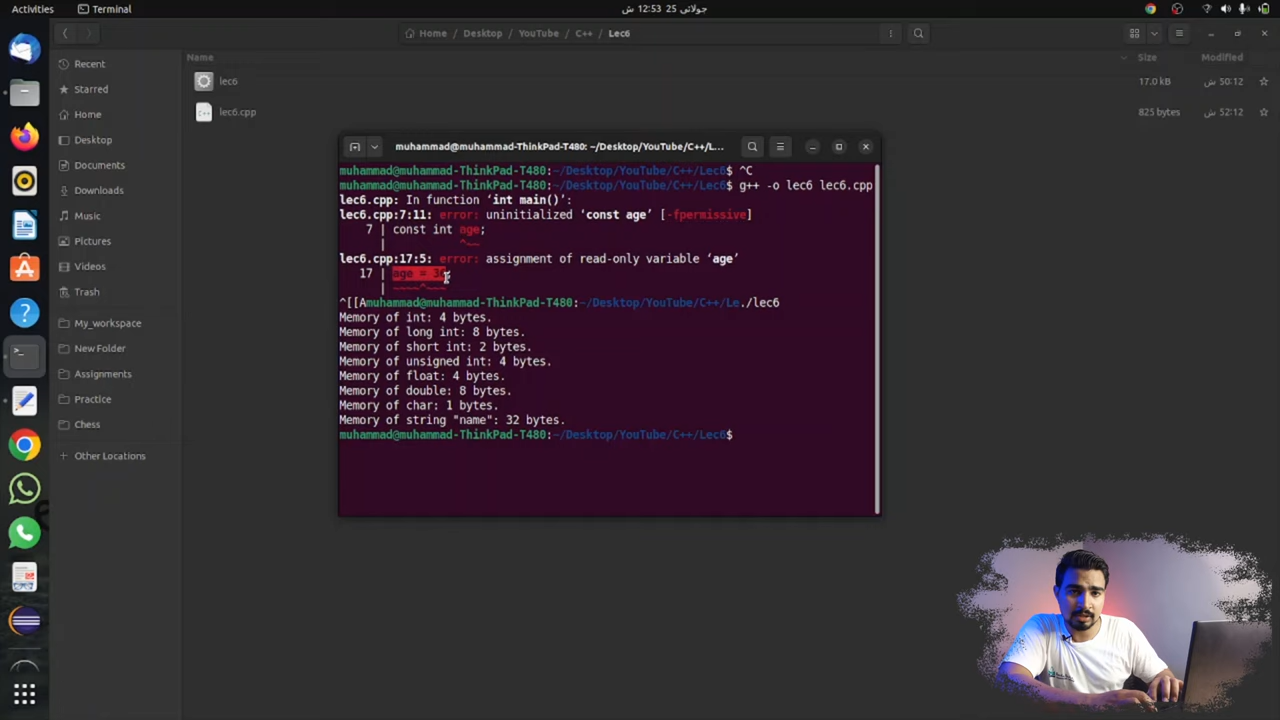 Activities
Terminal
جولائی 25 12:53 ش
Home / Desktop / YouTube / C++ / Lec6
Recent
Starred
Home
Desktop
Documents
Downloads
Music
Pictures
Videos
Trash
My_workspace
New Folder
Assignments
Practice
Chess
+ Other Locations
Name
Size
Modified
lec6
17.0 kB
50:12 ش
lec6.cpp
825 bytes
52:12 ش
muhammad@muhammad-ThinkPad-T480: ~/Desktop/YouTube/C++/L...
muhammad@muhammad-ThinkPad-T480:~/Desktop/YouTube/C++/Lec6$ ^C
muhammad@muhammad-ThinkPad-T480:~/Desktop/YouTube/C++/Lec6$ g++ -o lec6 lec6.cpp
lec6.cpp: In function ‘int main()’:
lec6.cpp:7:11: error: uninitialized ‘const age’ [-fpermissive]
7 | const int age;
| ^~~
lec6.cpp:17:5: error: assignment of read-only variable ‘age’
17 | age = 30;
| ~~~~^~~~
^[[Amuhammad@muhammad-ThinkPad-T480:~/Desktop/YouTube/C++/Le./lec6
Memory of int: 4 bytes.
Memory of long int: 8 bytes.
Memory of short int: 2 bytes.
Memory of unsigned int: 4 bytes.
Memory of float: 4 bytes.
Memory of double: 8 bytes.
Memory of char: 1 bytes.
Memory of string "name": 32 bytes.
muhammad@muhammad-ThinkPad-T480:~/Desktop/YouTube/C++/Lec6$